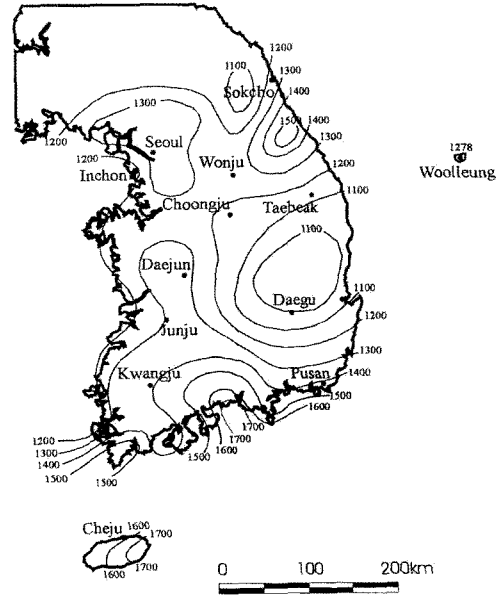 1200
1300
1100
1400
Sokcho
1300
1400
1500
1300
1200
1278
Seoul
1200
1200
Woolleung
Wonju
Inchon
1100
Choongju
Taebeak
1100
Daejun
1100
Daegu
1200
Junju
1300
Kwangju
Pusan
1400
1500
1600
1700
1700
1600
1500
1200
1300
1400
1500
1500
Cheju
1600
1700
1600
1700
0 100 200km